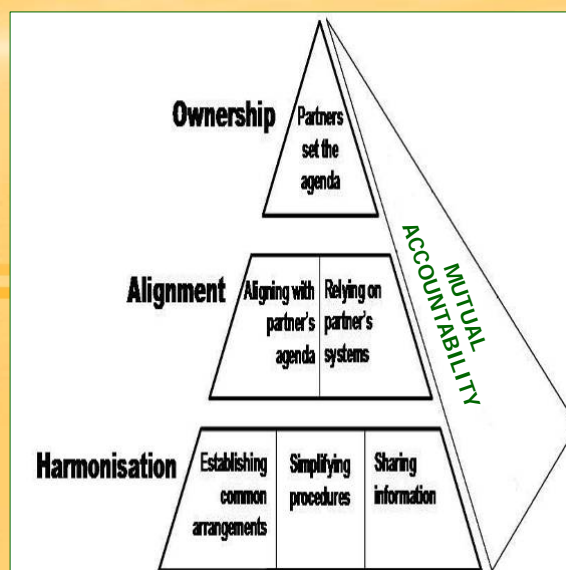 Ownership
Partners
set the
agenda
MUTUAL
ACCOUNTABILITY
Alignment
Aligning with
partner's
agenda
Relying on
partner's
systems
Harmonisation
Establishing
common
arrangements
Simplifying
procedures
Sharing
information